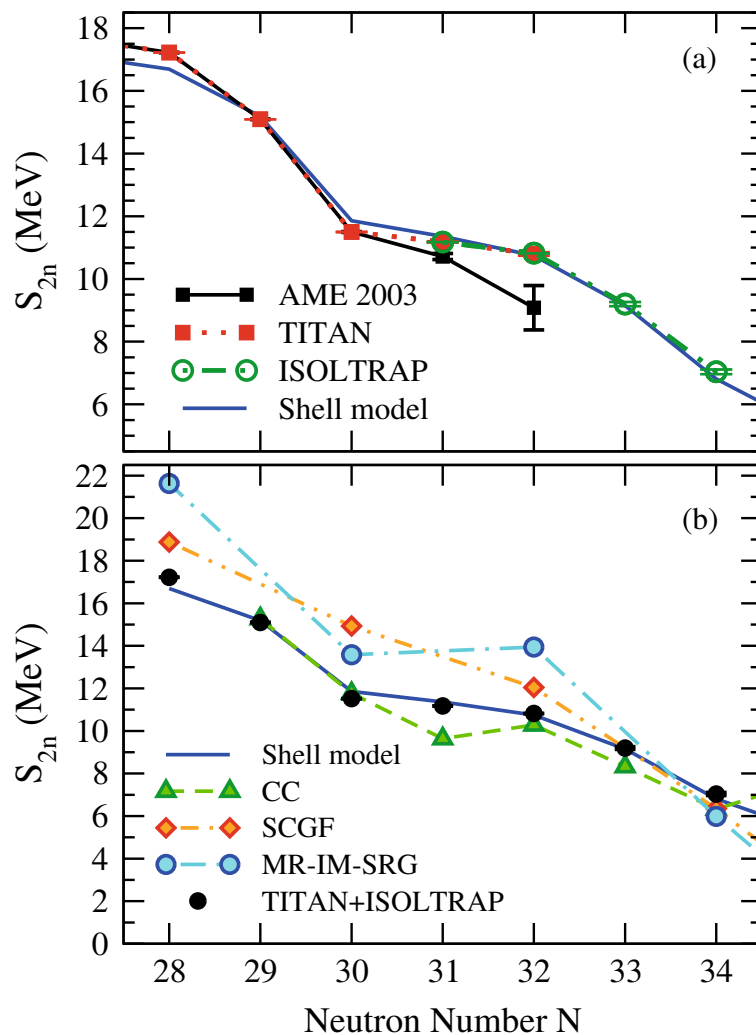 18
(a)
16
14
12
10
8
6
S2n (MeV)
AME 2003
TITAN
ISOLTRAP
Shell model
22
(b)
20
18
16
14
12
10
8
6
4
2
0
S2n (MeV)
Shell model
CC
SCGF
MR-IM-SRG
TITAN+ISOLTRAP
28 29 30 31 32 33 34
Neutron Number N